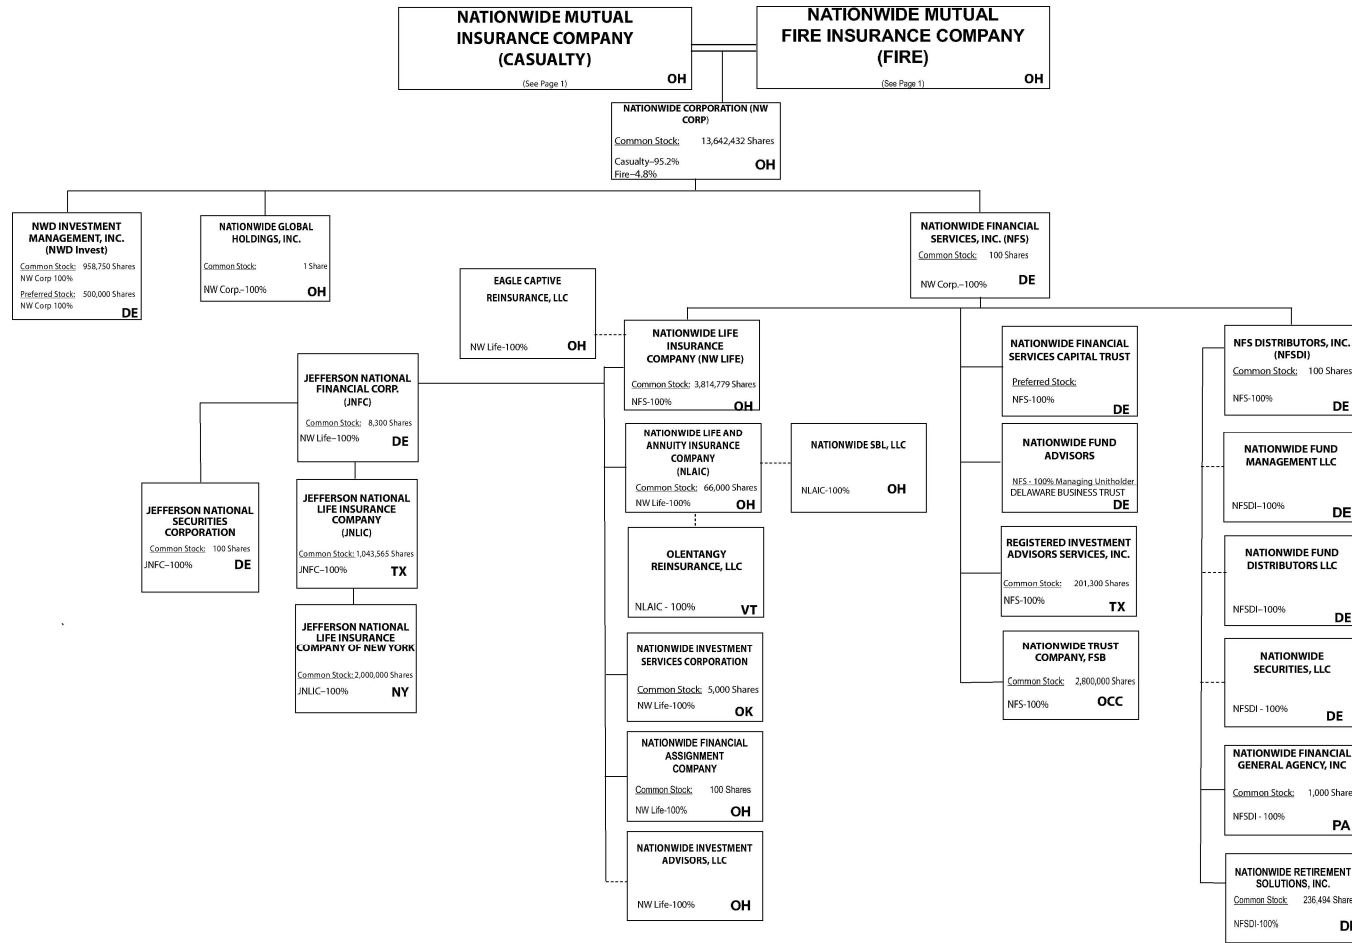 NATIONWIDE MUTUAL
INSURANCE COMPANY
(CASUALTY)
(See Page 1)
OH
NATIONWIDE MUTUAL
FIRE INSURANCE COMPANY
(FIRE)
(See Page 1)
OH
NATIONWIDE CORPORATION (NW
CORP)
Common Stock: 13,642,432 Shares
Casualty–95.2%
Fire–4.8%
OH
NWD INVESTMENT
MANAGEMENT, INC.
(NWD Invest)
Common Stock: 958,750 Shares
NW Corp 100%
Preferred Stock: 500,000 Shares
NW Corp 100%
DE
NATIONWIDE GLOBAL
HOLDINGS, INC.
Common Stock: 1 Share
NW Corp.–100%
OH
NATIONWIDE FINANCIAL
SERVICES, INC. (NFS)
Common Stock: 100 Shares
NW Corp.–100%
DE
EAGLE CAPTIVE
REINSURANCE, LLC
NW Life-100%
OH
JEFFERSON NATIONAL
FINANCIAL CORP.
(JNFC)
Common Stock: 8,300 Shares
NW Life–100%
DE
JEFFERSON NATIONAL
SECURITIES
CORPORATION
Common Stock: 100 Shares
JNFC–100%
DE
JEFFERSON NATIONAL
LIFE INSURANCE
COMPANY
(JNLIC)
Common Stock: 1,043,565 Shares
JNFC–100%
TX
JEFFERSON NATIONAL
LIFE INSURANCE
COMPANY OF NEW YORK
Common Stock: 2,000,000 Shares
JNLIC–100%
NY
NATIONWIDE LIFE
INSURANCE
COMPANY (NW LIFE)
Common Stock: 3,814,779 Shares
NFS-100%
OH
NATIONWIDE LIFE AND
ANNUITY INSURANCE
COMPANY
(NLAIC)
Common Stock: 66,000 Shares
NW Life-100%
OH
NATIONWIDE SBL, LLC
NLAIC-100%
OH
OLENTANGY
REINSURANCE, LLC
NLAIC - 100%
VT
NATIONWIDE INVESTMENT
SERVICES CORPORATION
Common Stock: 5,000 Shares
NW Life-100%
OK
NATIONWIDE FINANCIAL
ASSIGNMENT
COMPANY
Common Stock: 100 Shares
NW Life-100%
OH
NATIONWIDE INVESTMENT
ADVISORS, LLC
NW Life-100%
OH
NATIONWIDE FINANCIAL
SERVICES CAPITAL TRUST
Preferred Stock:
NFS-100%
DE
NATIONWIDE FUND
ADVISORS
NFS - 100% Managing Unitholder
DELAWARE BUSINESS TRUST
DE
REGISTERED INVESTMENT
ADVISORS SERVICES, INC.
Common Stock: 201,300 Shares
NFS-100%
TX
NATIONWIDE TRUST
COMPANY, FSB
Common Stock: 2,800,000 Shares
NFS-100%
OCC
NFS DISTRIBUTORS, INC.
(NFSDI)
Common Stock: 100 Shares
NFS-100%
DE
NATIONWIDE FUND
MANAGEMENT LLC
NFSDI–100%
DE
NATIONWIDE FUND
DISTRIBUTORS LLC
NFSDI–100%
DE
NATIONWIDE
SECURITIES, LLC
NFSDI - 100%
DE
NATIONWIDE FINANCIAL
GENERAL AGENCY, INC
Common Stock: 1,000 Share
NFSDI - 100%
PA
NATIONWIDE RETIREMENT
SOLUTIONS, INC.
Common Stock: 236,494 Share
NFSDI-100%